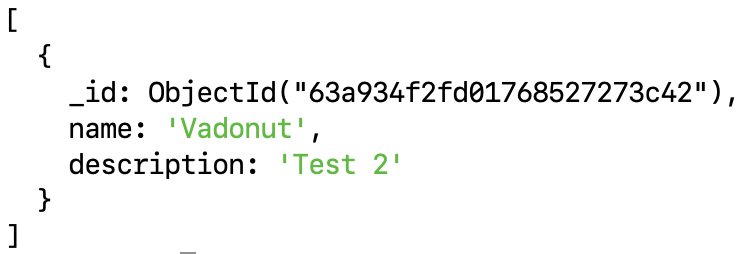 [
  {
    _id: ObjectId("63a934f2fd01768527273c42"),
    name: 'Vadonut',
    description: 'Test 2'
  }
]